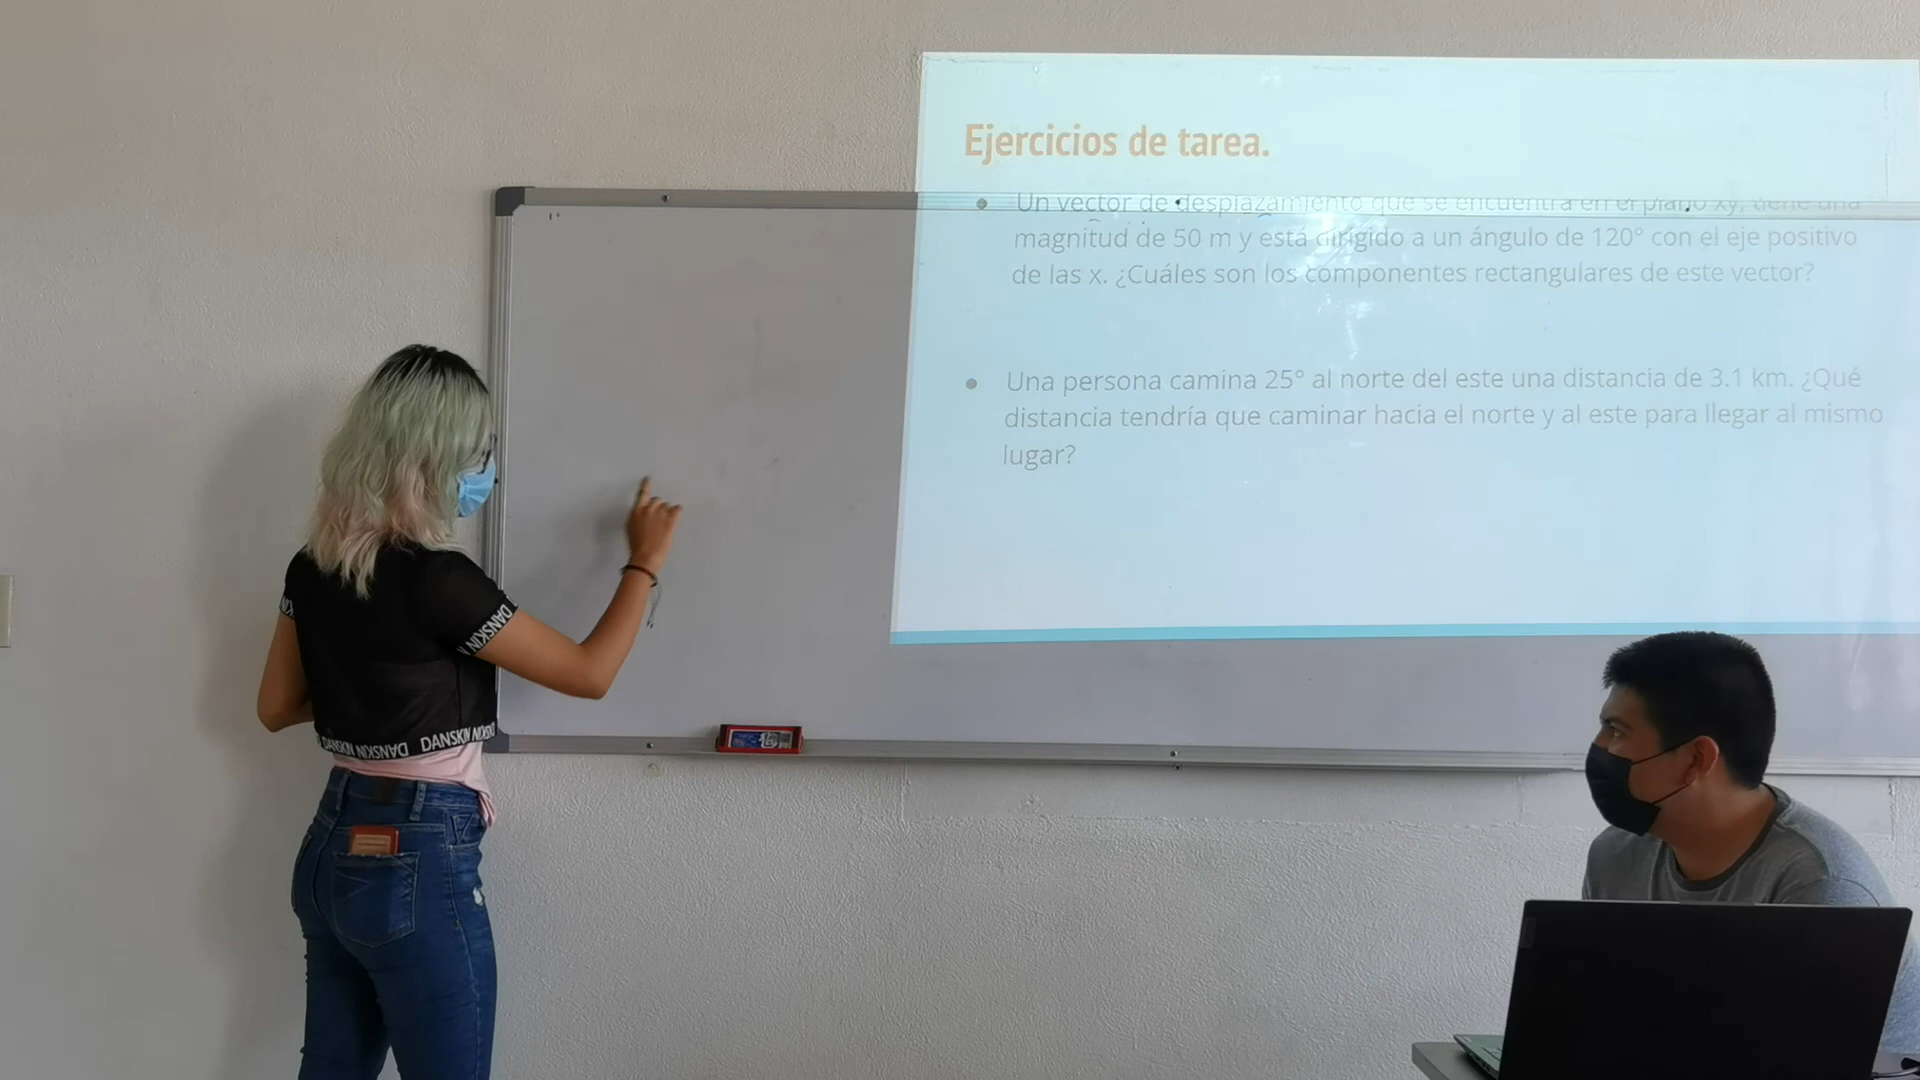 Ejercicios de tarea.
Un vector de desplazamiento que se encuentra en el plano xy, tiene una
magnitud de 50 m y está dirigido a un ángulo de 120° con el eje positivo
de las x. ¿Cuáles son los componentes rectangulares de este vector?
Una persona camina 25° al norte del este una distancia de 3.1 km. ¿Qué
distancia tendría que caminar hacia el norte y al este para llegar al mismo
lugar?
DANSKIN
DANSKIN DANSKIN